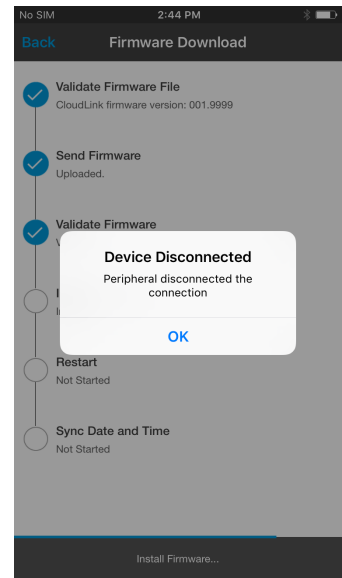 No SIM 2:44 PM
Back Firmware Download
Validate Firmware File
CloudLink firmware version: 001.9999
Send Firmware
Uploaded.
Validate Firmware
Device Disconnected
Peripheral disconnected the
connection
OK
Restart
Not Started
Sync Date and Time
Not Started
Install Firmware...